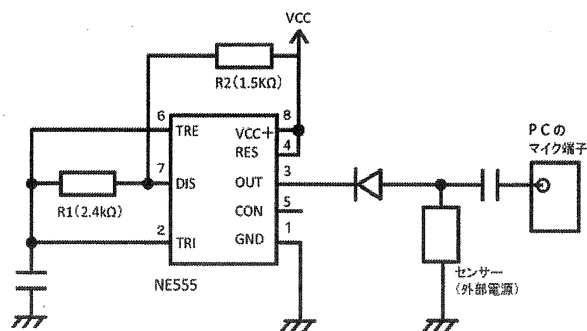 VCC
R2(1.5KΩ)
6
TRE
8
VCC+
4
RES
PCの
マイク端子
7
DIS
3
OUT
R1(2.4kΩ)
5
CON
2
TRI
1
GND
NE555
センサー
(外部電源)